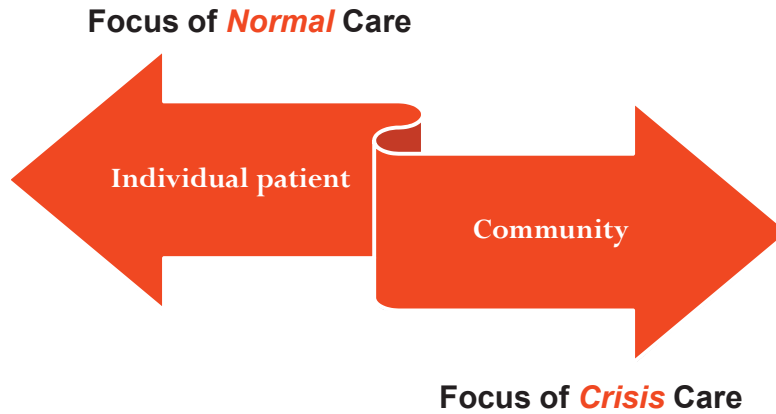 Focus of Normal Care
Individual patient
Community
Focus of Crisis Care